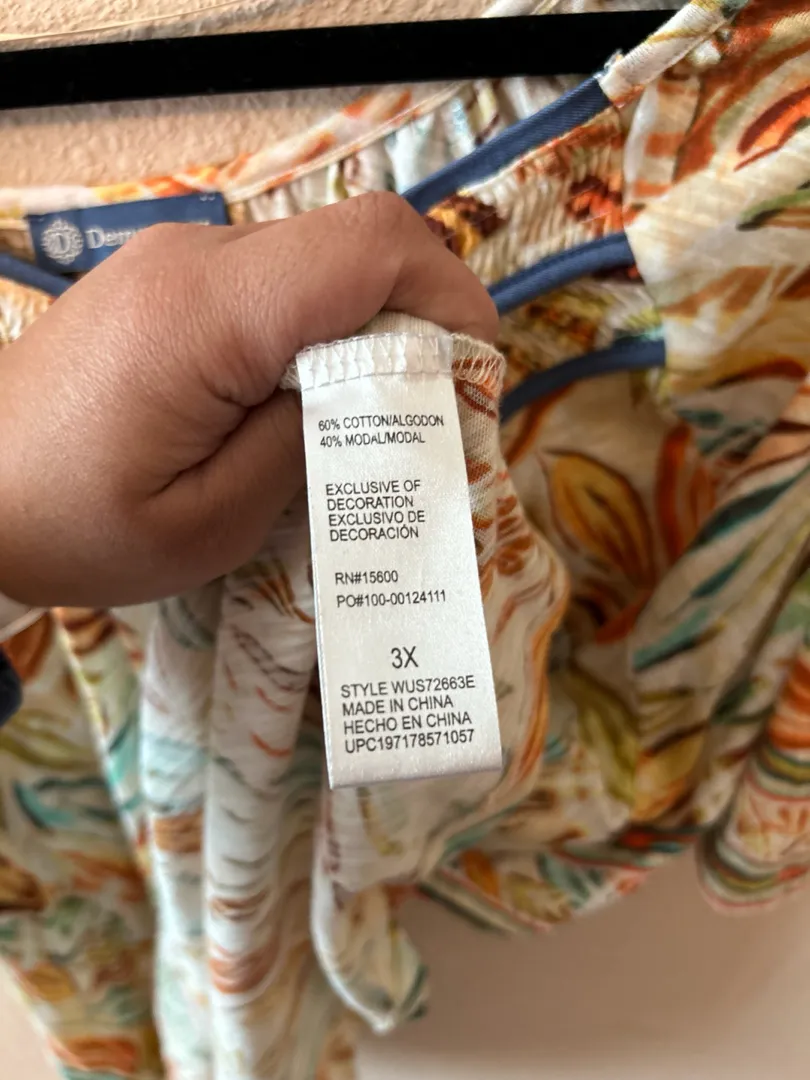 60% COTTON/ALGODON
40% MODAL/MODAL
EXCLUSIVE OF
DECORATION
EXCLUSIVO DE
DECORACIÓN
RN#15600
PO#100-00124111
3X
STYLE WUS72663E
MADE IN CHINA
HECHO EN CHINA
UPC197178571057